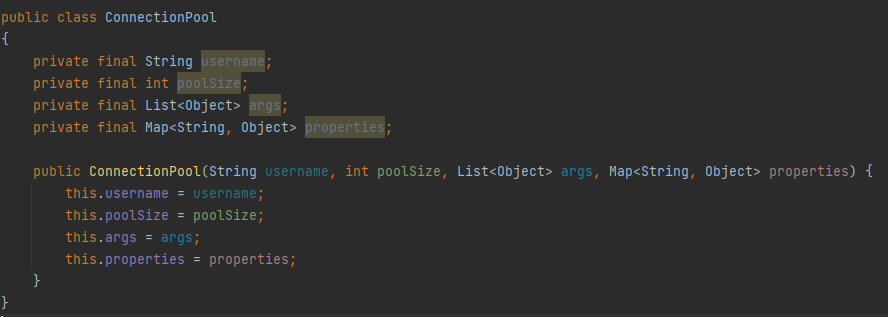 public class ConnectionPool
{
    private final String username;
    private final int poolSize;
    private final List<Object> args;
    private final Map<String, Object> properties;

    public ConnectionPool(String username, int poolSize, List<Object> args, Map<String, Object> properties) {
        this.username = username;
        this.poolSize = poolSize;
        this.args = args;
        this.properties = properties;
    }
}